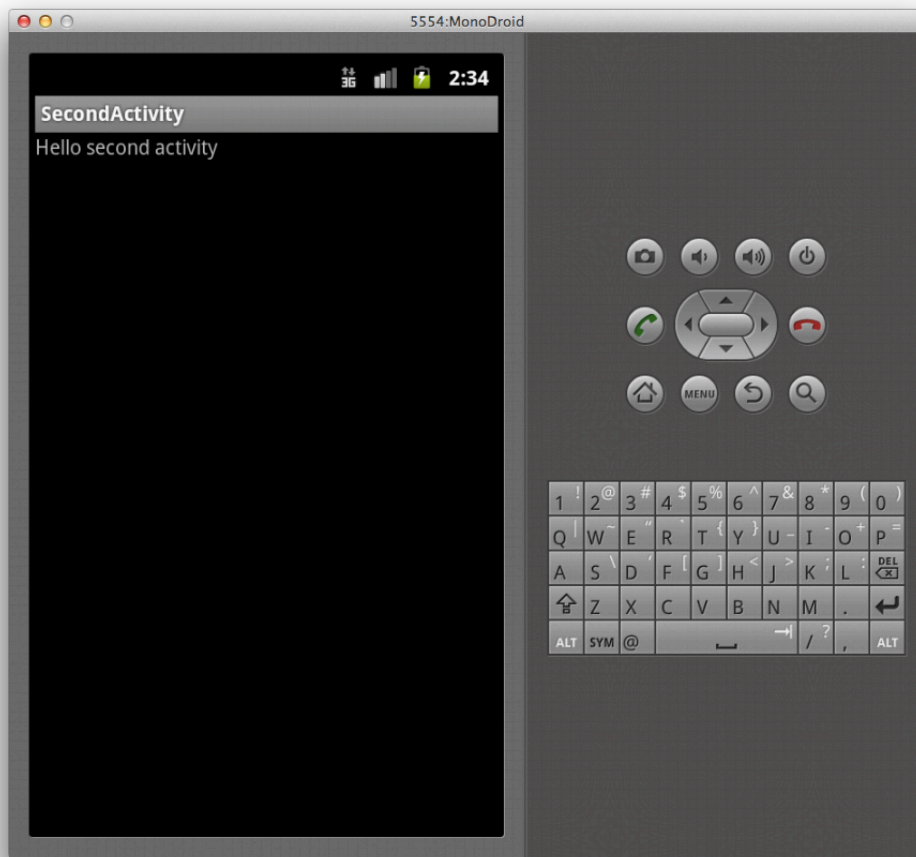 5554:MonoDroid
3G 2:34
SecondActivity
Hello second activity
MENU
1 ! 2 @ 3 # 4 $ 5 % 6 ^ 7 & 8 * 9 ( 0 )
Q | W ~ E " R ` T { Y } U _ I - O + P =
A S \ D ' F [ G ] H < J > K ; L : DEL
Z X C V B N M .
ALT SYM @ / ? , ALT